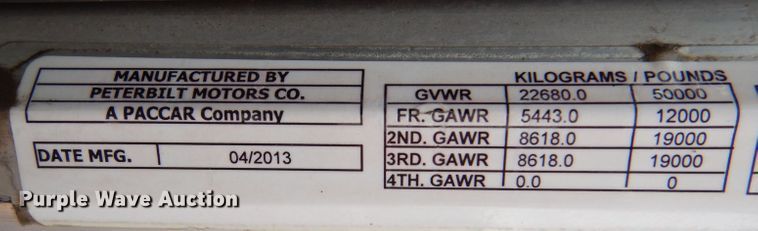 MANUFACTURED BY
PETERBILT MOTORS CO.
A PACCAR Company
DATE MFG. 04/2013
KILOGRAMS / POUNDS
GVWR 22680.0 50000
FR. GAWR 5443.0 12000
2ND. GAWR 8618.0 19000
3RD. GAWR 8618.0 19000
4TH. GAWR 0.0 0
Purple Wave Auction